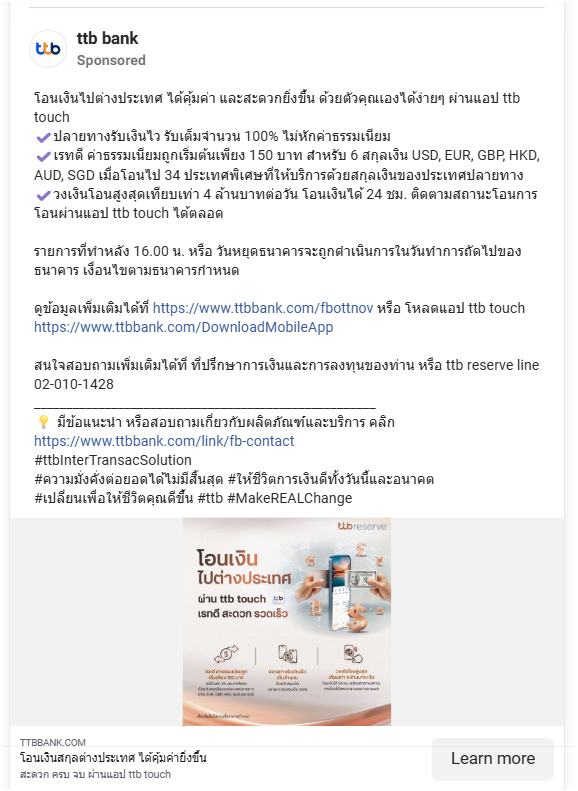 ttb bank
Sponsored
โอนเงินไปต่างประเทศ ได้คุ้มค่า และสะดวกยิ่งขึ้น ด้วยตัวคุณเองได้ง่ายๆ ผ่านแอป ttb
touch
✔️ปลายทางรับเงินไว รับเต็มจำนวน 100% ไม่หักค่าธรรมเนียม
✔️เรทดี ค่าธรรมเนียมถูกเริ่มต้นเพียง 150 บาท สำหรับ 6 สกุลเงิน USD, EUR, GBP, HKD,
AUD, SGD เมื่อโอนไป 34 ประเทศพิเศษที่ให้บริการด้วยสกุลเงินของประเทศปลายทาง
✔️วงเงินโอนสูงสุดเทียบเท่า 4 ล้านบาทต่อวัน โอนเงินได้ 24 ชม. ติดตามสถานะโอนการ
โอนผ่านแอป ttb touch ได้ตลอด
รายการที่ทำหลัง 16.00 น. หรือ วันหยุดธนาคารจะถูกดำเนินการในวันทำการถัดไปของ
ธนาคาร เงื่อนไขตามธนาคารกำหนด
ดูข้อมูลเพิ่มเติมได้ที่ https://www.ttbbank.com/fbottnov หรือ โหลดแอป ttb touch
https://www.ttbbank.com/DownloadMobileApp
สนใจสอบถามเพิ่มเติมได้ที่ ที่ปรึกษาการเงินและการลงทุนของท่าน หรือ ttb reserve line
02-010-1428
💡 มีข้อแนะนำ หรือสอบถามเกี่ยวกับผลิตภัณฑ์และบริการ คลิก
https://www.ttbbank.com/link/fb-contact
#ttbInterTransacSolution
#ความมั่งคั่งต่อยอดได้ไม่มีสิ้นสุด #ให้ชีวิตการเงินดีทั้งวันนี้และอนาคต
#เปลี่ยนเพื่อให้ชีวิตคุณดีขึ้น #ttb #MakeREALChange
ttb reserve
โอนเงิน
ไปต่างประเทศ
ผ่าน ttb touch ttb
เรทดี สะดวก รวดเร็ว
TTBBANK.COM
โอนเงินสกุลต่างประเทศ ได้คุ้มค่ายิ่งขึ้น
สะดวก ครบ จบ ผ่านแอป ttb touch
Learn more